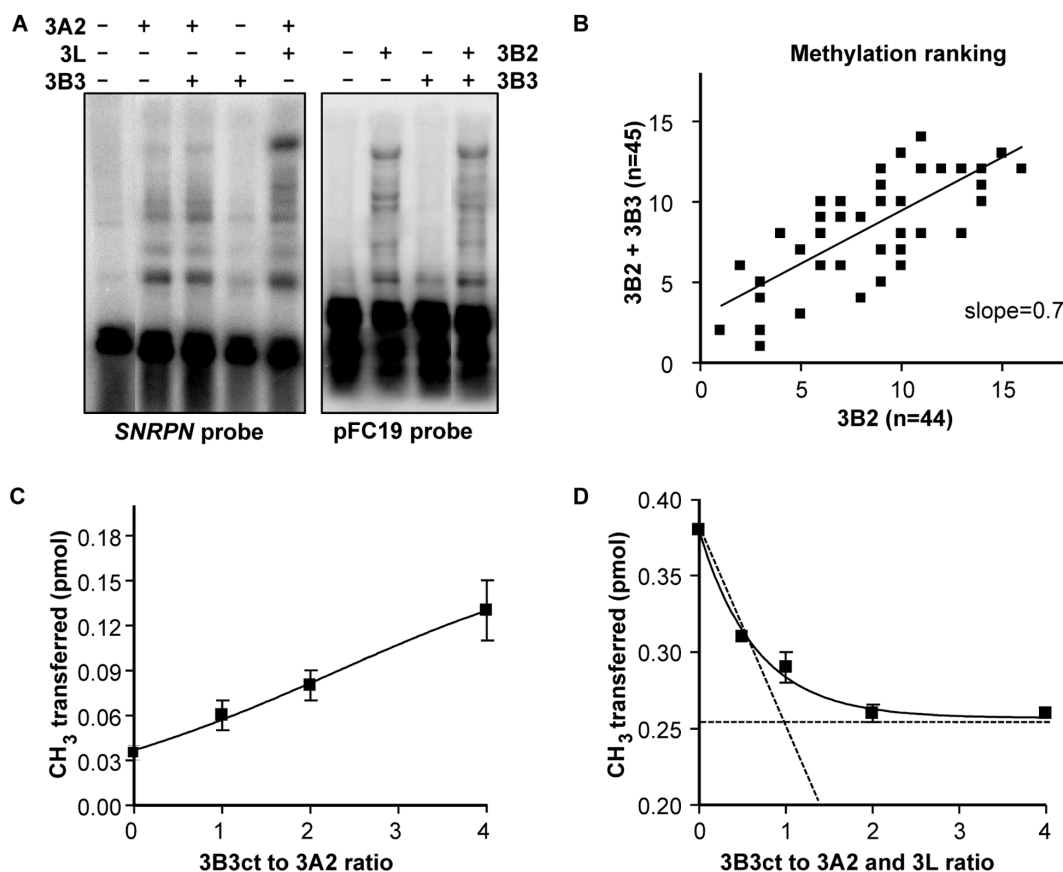 A
3A2 - + + - +
3L - - - - +
3B3 - - + + -
- + - + 3B2
- - + + 3B3
SNRPN probe
pFC19 probe
B
Methylation ranking
3B2 + 3B3 (n=45)
15
10
5
0
slope=0.7
0 5 10 15
3B2 (n=44)
C
CH3 transferred (pmol)
0.18
0.15
0.12
0.09
0.06
0.03
0.00
0 1 2 3 4
3B3ct to 3A2 ratio
D
CH3 transferred (pmol)
0.40
0.35
0.30
0.25
0.20
0 1 2 3 4
3B3ct to 3A2 and 3L ratio